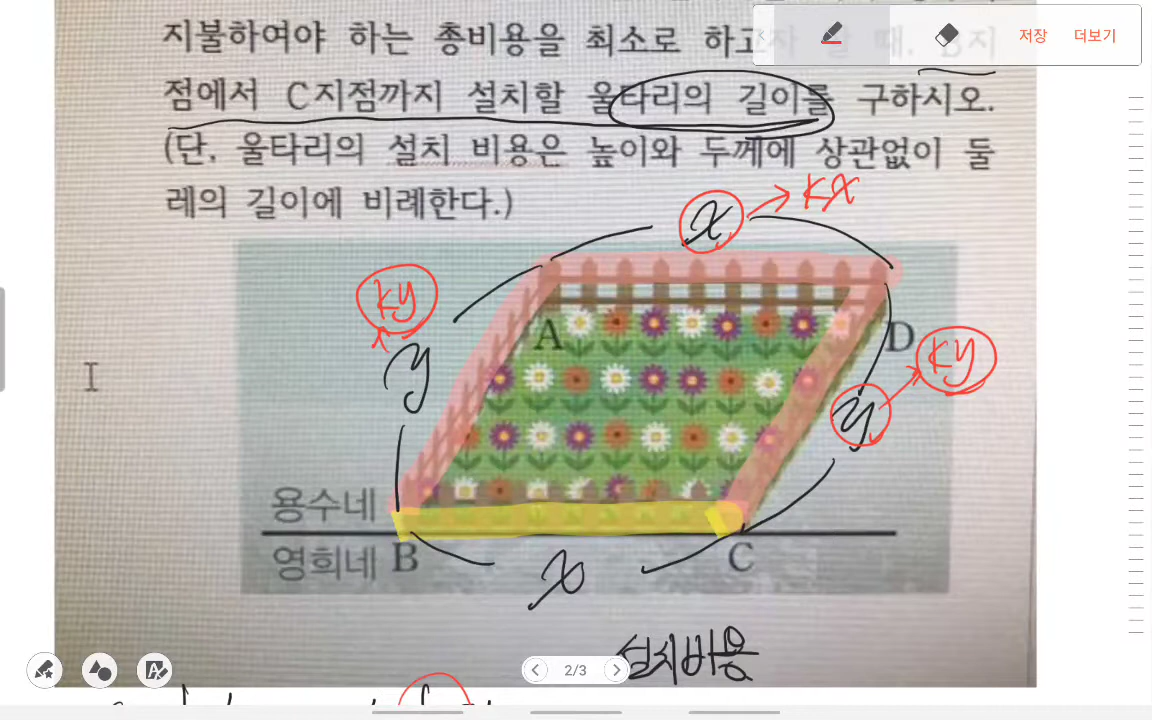 지불하여야 하는 총비용을 최소로 하고자 할 때, B지
점에서 C지점까지 설치할 울타리의 길이를 구하시오.
(단, 울타리의 설치 비용은 높이와 두께에 상관없이 둘
레의 길이에 비례한다.)
저장
더보기
x → kx
ky
y
A
D
ky
y
용수네
영희네
B
C
x
설치비용
2/3